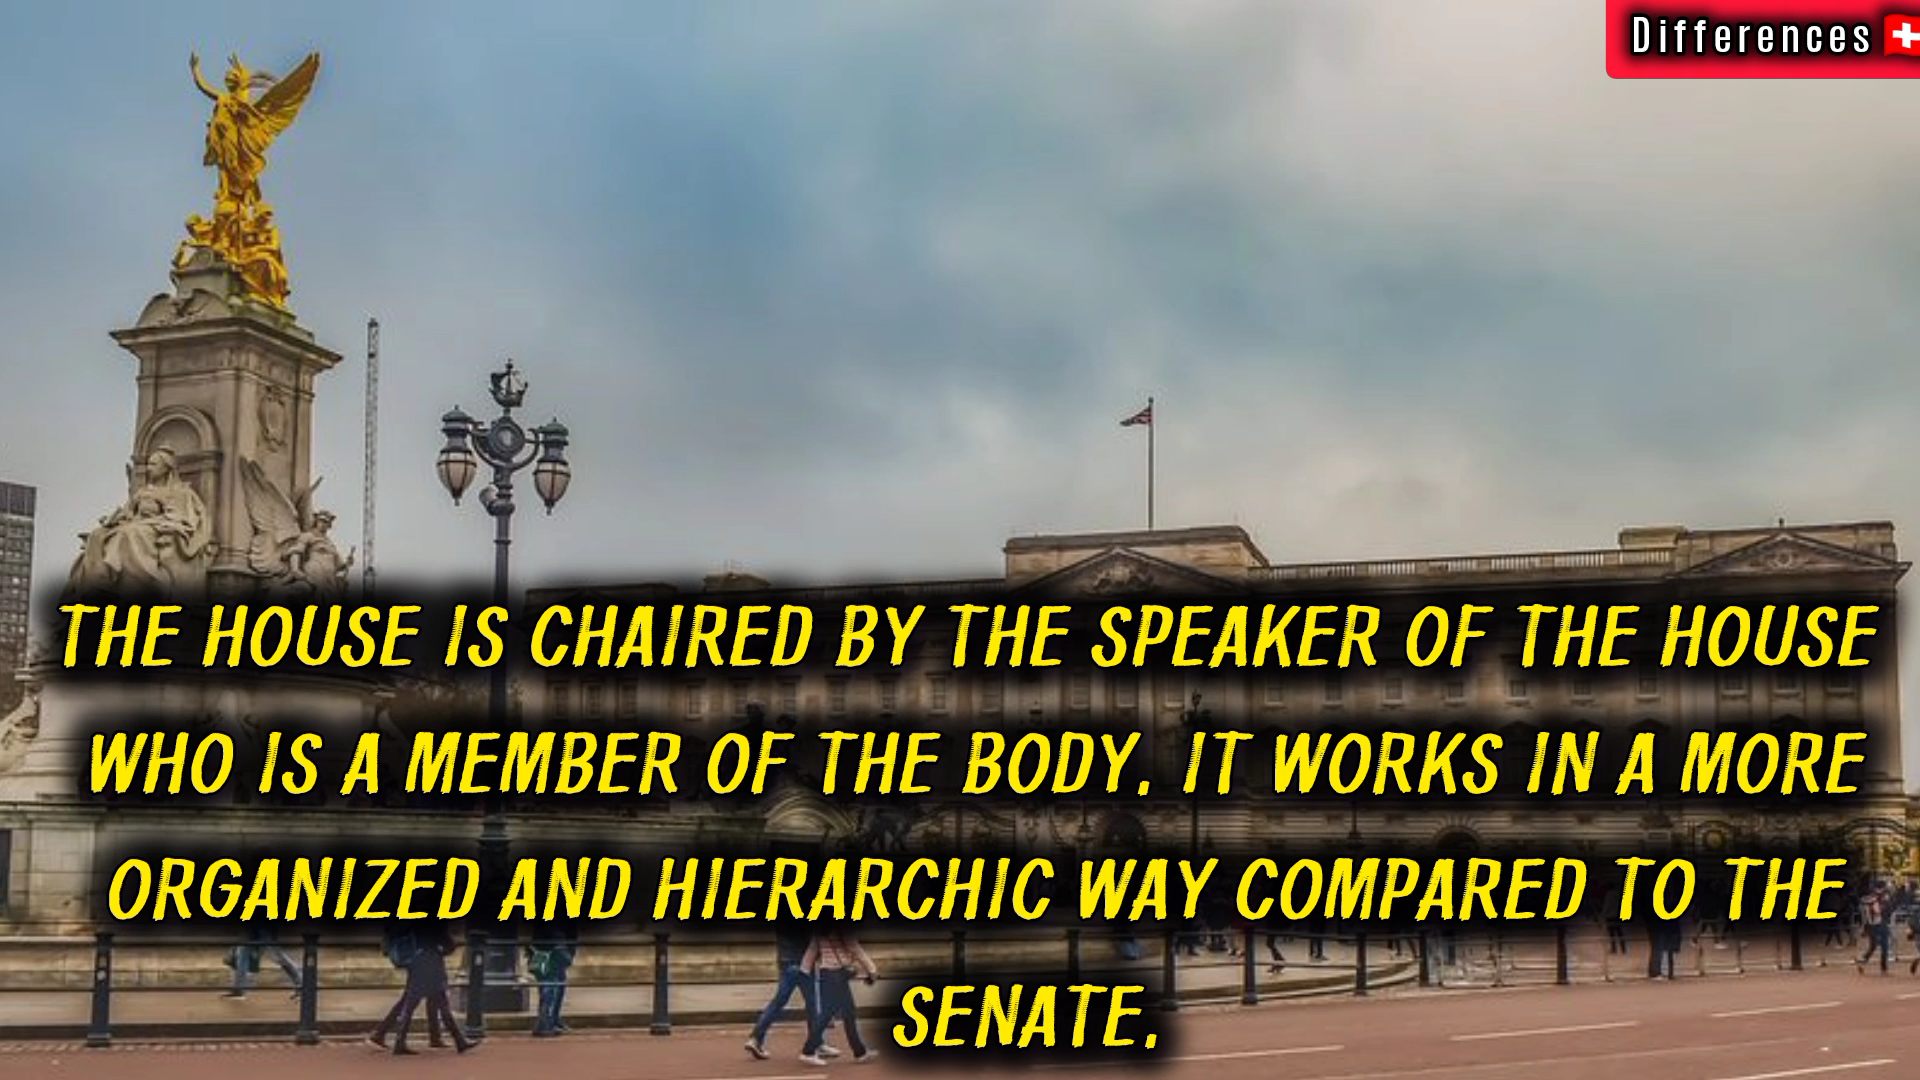 Differences
THE HOUSE IS CHAIRED BY THE SPEAKER OF THE HOUSE
WHO IS A MEMBER OF THE BODY. IT WORKS IN A MORE
ORGANIZED AND HIERARCHIC WAY COMPARED TO THE
SENATE.